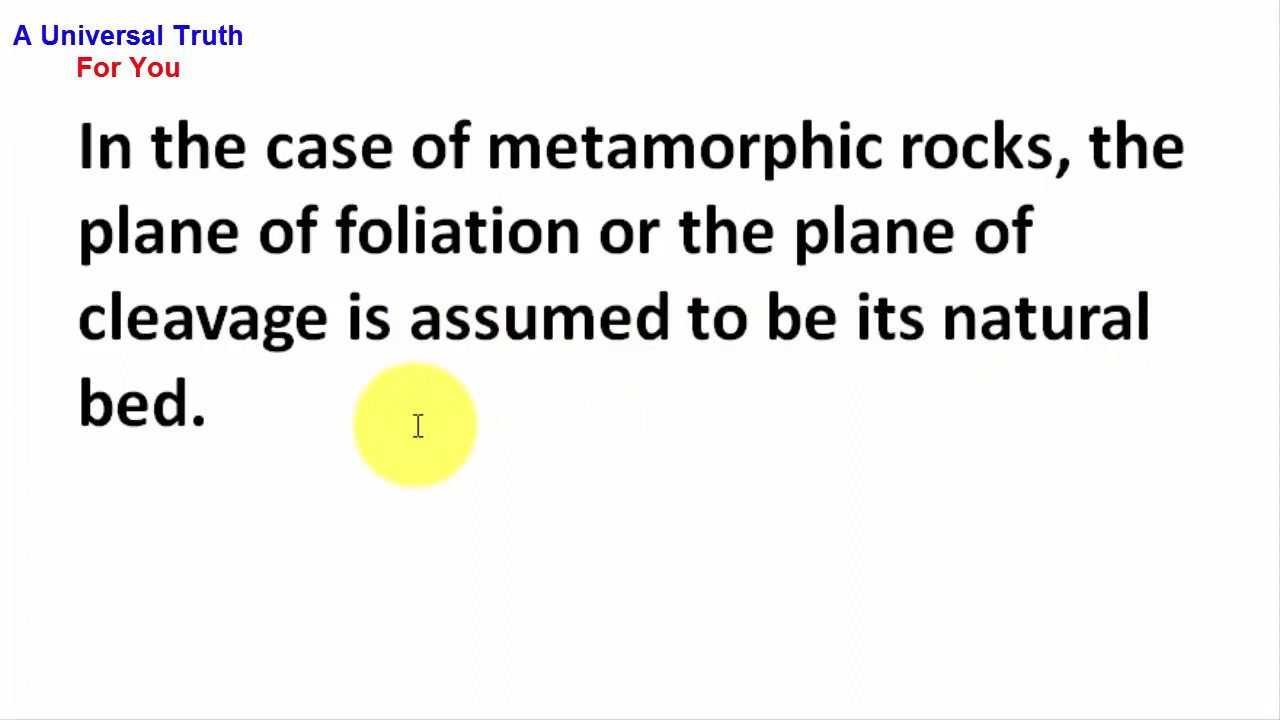 A Universal Truth
For You
In the case of metamorphic rocks, the
plane of foliation or the plane of
cleavage is assumed to be its natural
bed.